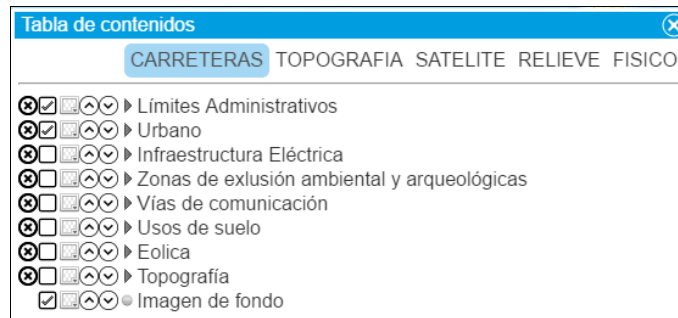 Tabla de contenidos
CARRETERAS TOPOGRAFIA SATELITE RELIEVE FISICO
Límites Administrativos
Urbano
Infraestructura Eléctrica
Zonas de exlusión ambiental y arqueológicas
Vías de comunicación
Usos de suelo
Eolica
Topografía
Imagen de fondo